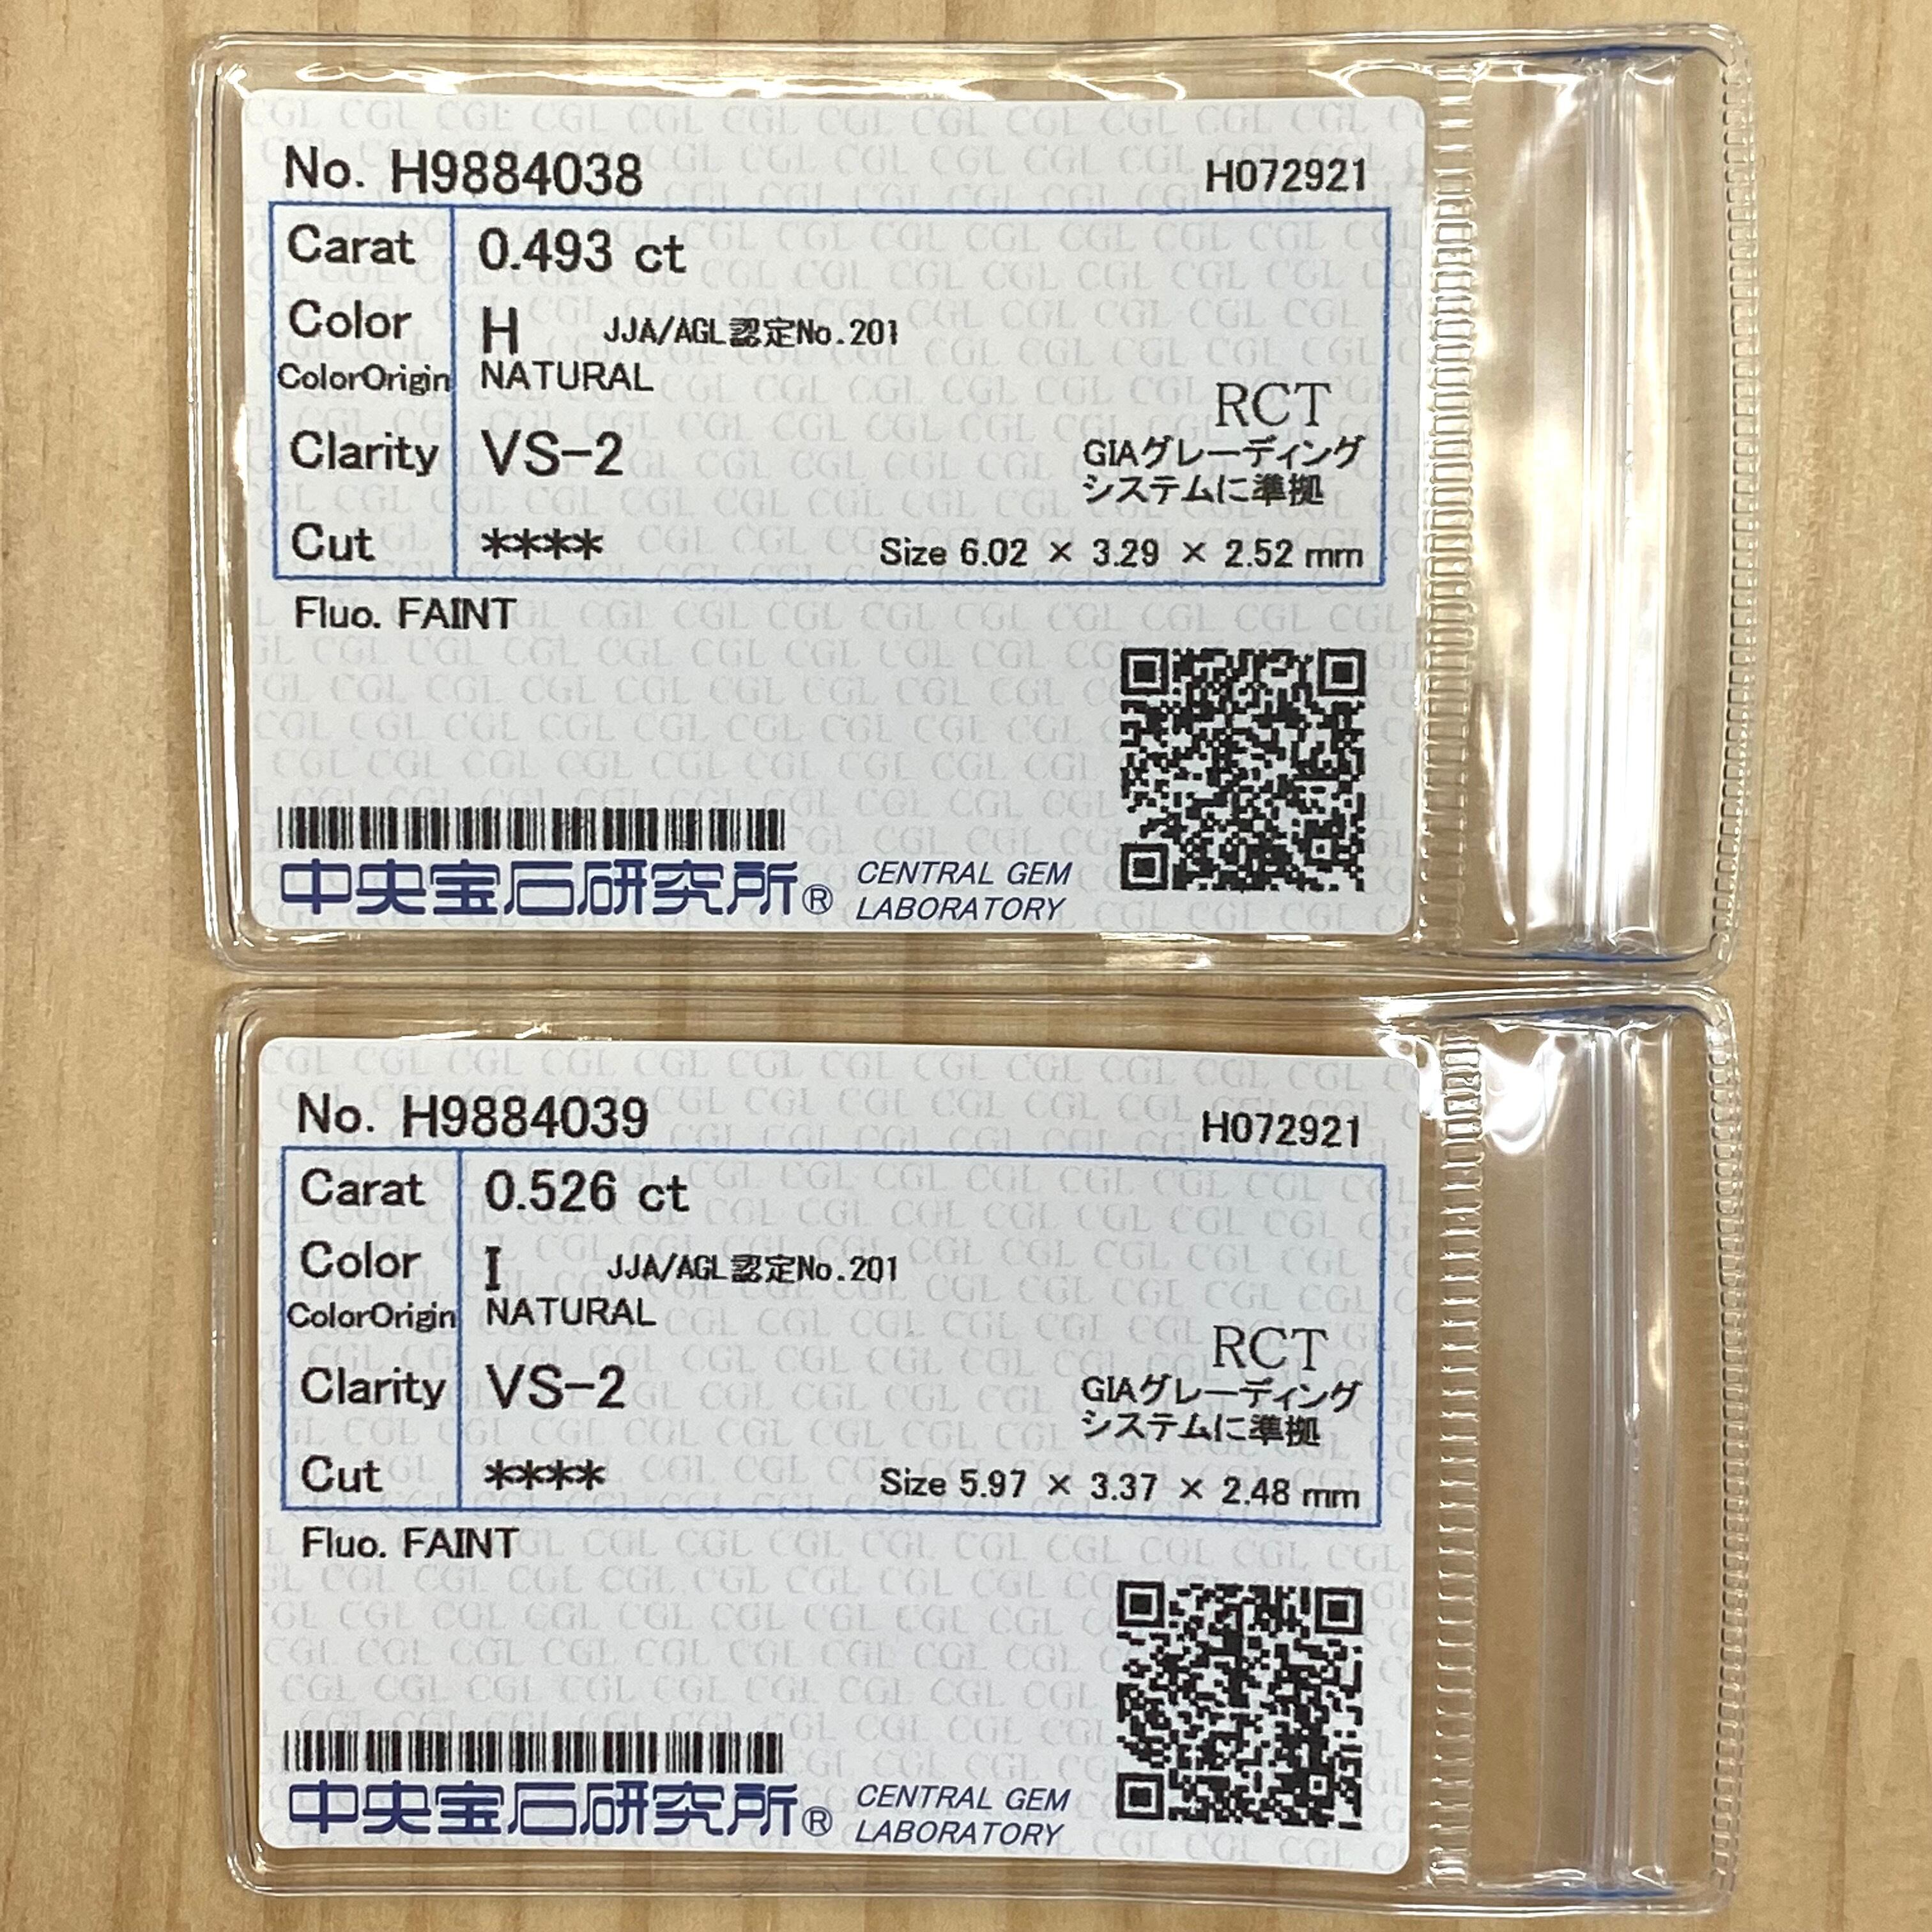 No. H9884038 H072921
Carat 0.493 ct
Color H JJA/AGL認定No.201
ColorOrigin NATURAL
RCT
Clarity VS-2 GIAグレーディング
システムに準拠
Cut **** Size 6.02 × 3.29 × 2.52 mm
Fluo. FAINT
中央宝石研究所® CENTRAL GEM
LABORATORY
No. H9884039 H072921
Carat 0.526 ct
Color I JJA/AGL認定No.201
ColorOrigin NATURAL
RCT
Clarity VS-2 GIAグレーディング
システムに準拠
Cut **** Size 5.97 × 3.37 × 2.48 mm
Fluo. FAINT
中央宝石研究所® CENTRAL GEM
LABORATORY